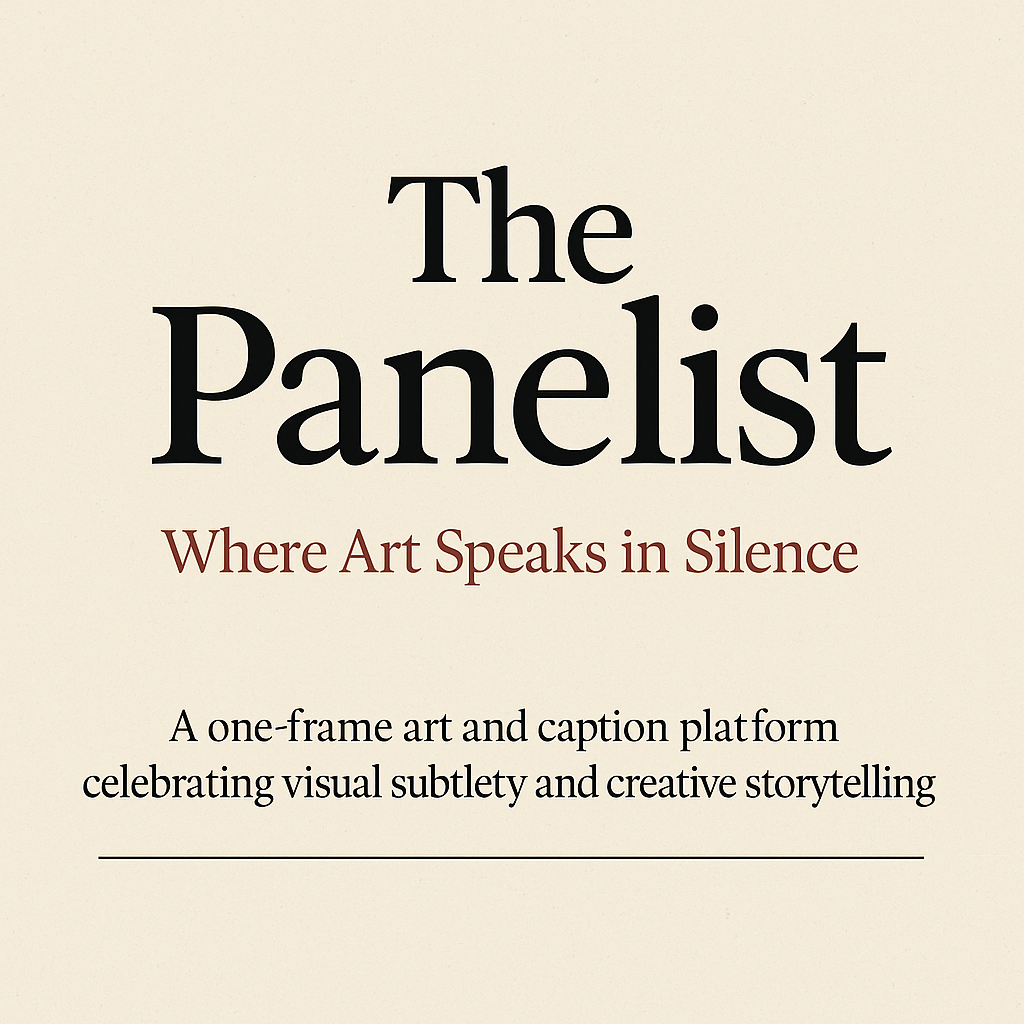 The
Panelist
Where Art Speaks in Silence
A one-frame art and caption platform
celebrating visual subtlety and creative storytelling